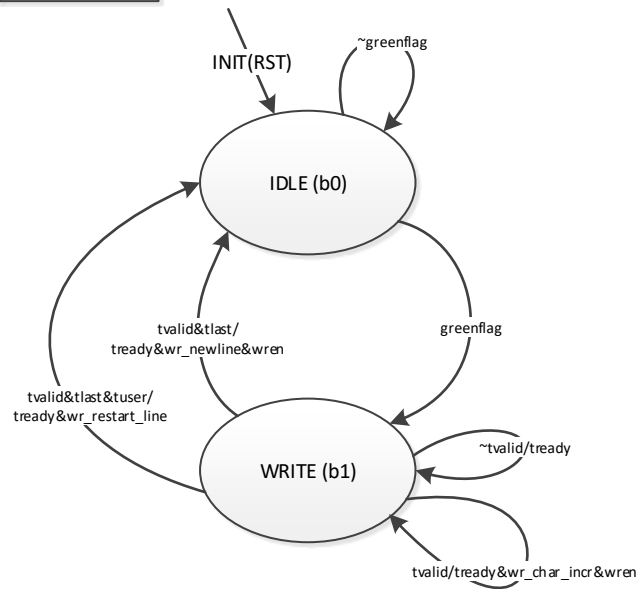 INIT(RST)
~greenflag
IDLE (b0)
tvalid&tlast/
tready&wr_newline&wren
greenflag
tvalid&tlast&tuser/
tready&wr_restart_line
WRITE (b1)
~tvalid/tready
tvalid/tready&wr_char_incr&wren